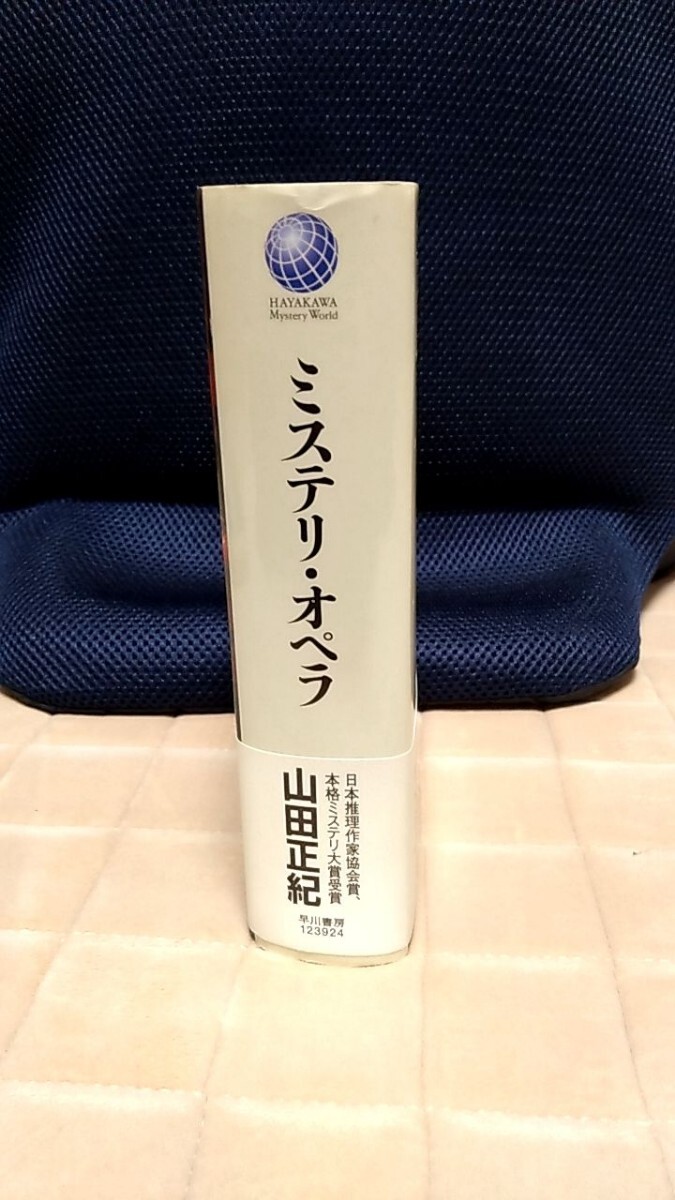 HAYAKAWA
Mystery World
ミステリ・オペラ
日本推理作家協会賞、
本格ミステリ大賞受賞
山田正紀
早川書房
123924